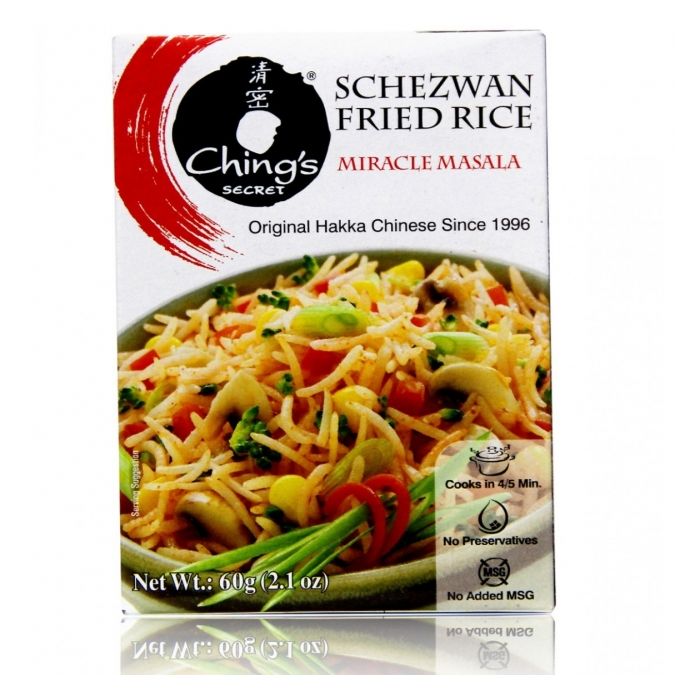 清
密
®
Ching's
SECRET
SCHEZWAN
FRIED RICE
MIRACLE MASALA
Original Hakka Chinese Since 1996
Serving Suggestion
Cooks in 4/5 Min.
No Preservatives
MSG
No Added MSG
Net Wt.: 60g (2.1 oz)